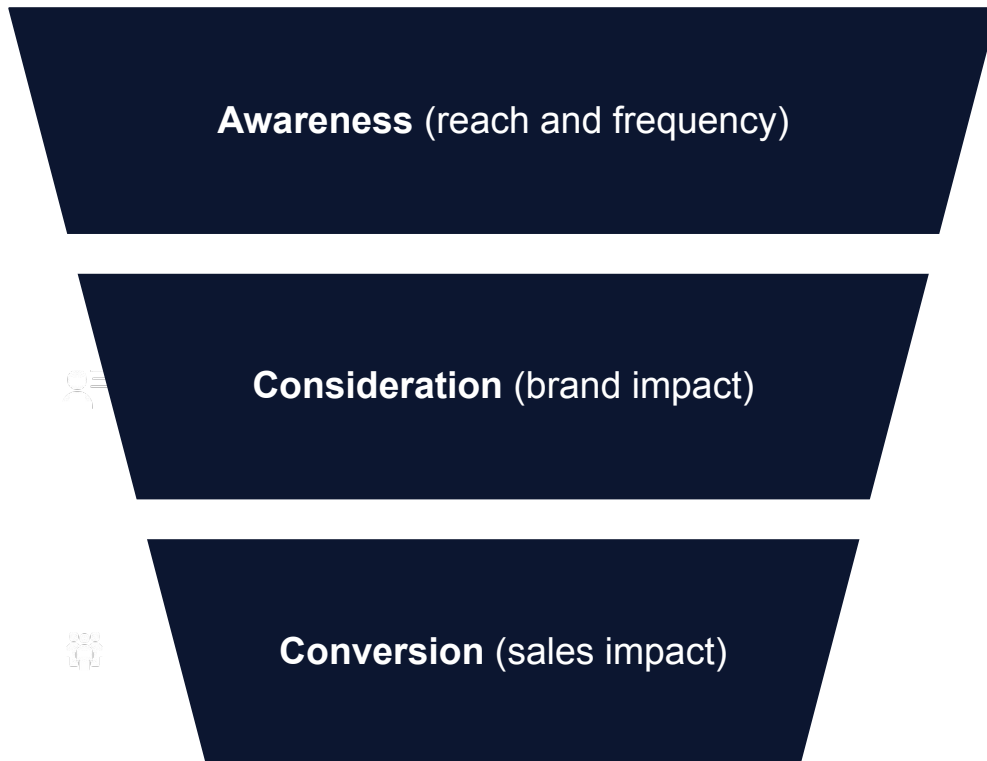 Awareness (reach and frequency)
Consideration (brand impact)
Conversion (sales impact)